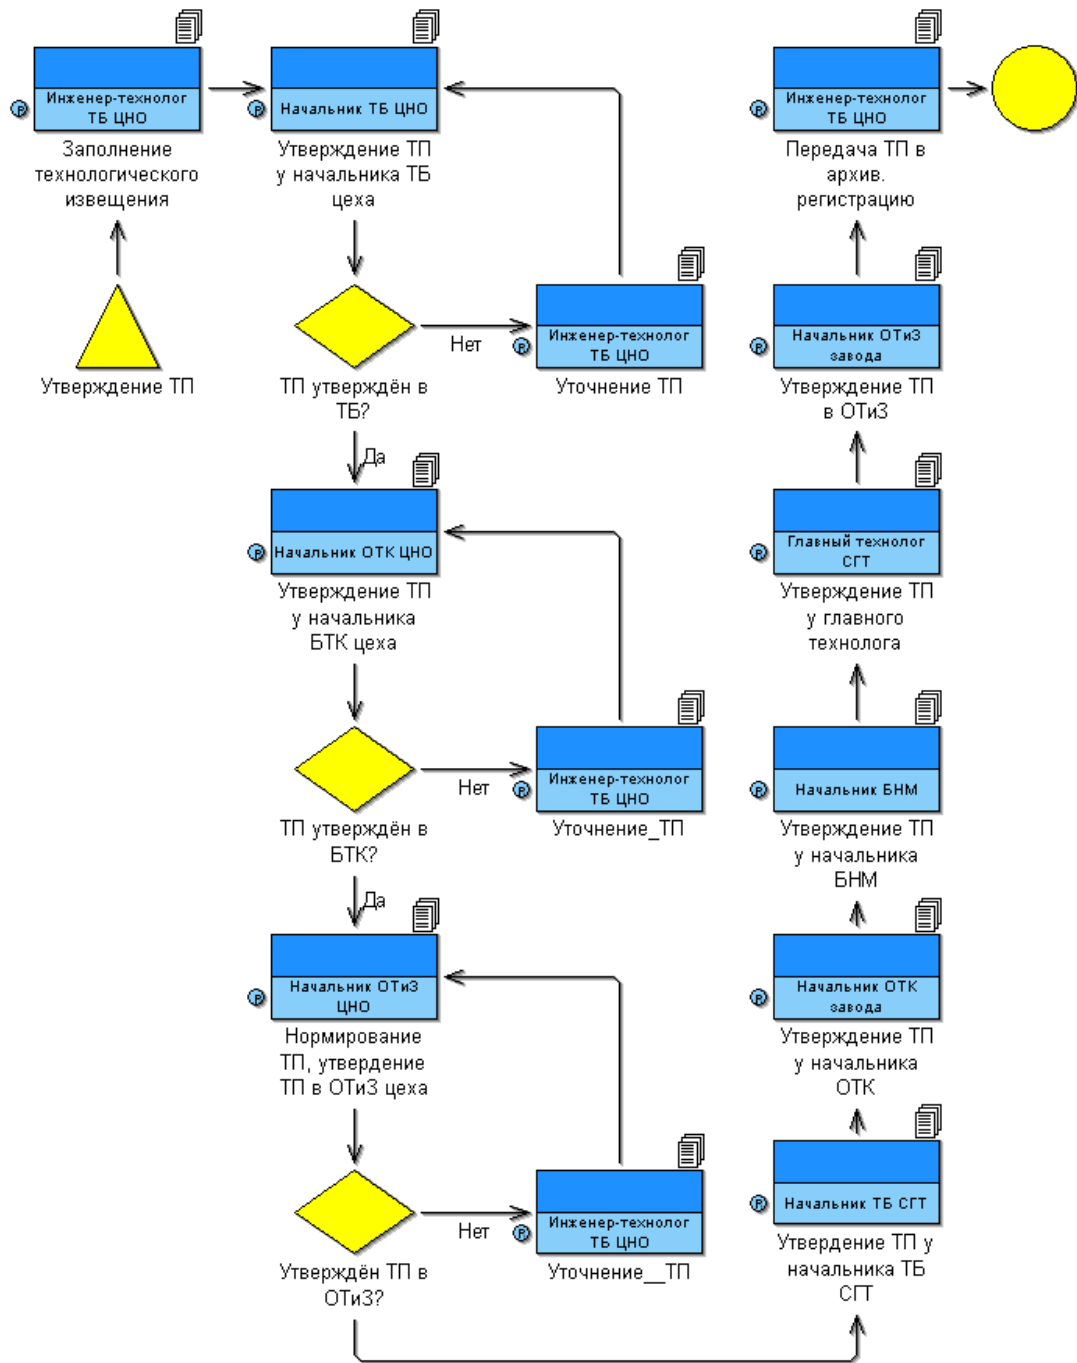 Инженер-технолог
ТБ ЦНО
Заполнение
технологического
извещения
Утверждение ТП
Начальник ТБ ЦНО
Утверждение ТП
у начальника ТБ
цеха
ТП утверждён в
ТБ?
Нет
Инженер-технолог
ТБ ЦНО
Уточнение ТП
Да
Начальник ОТК ЦНО
Утверждение ТП
у начальника
БТК цеха
ТП утверждён в
БТК?
Нет
Инженер-технолог
ТБ ЦНО
Уточнение_ТП
Да
Начальник ОТиЗ
ЦНО
Нормирование
ТП, утвердение
ТП в ОТиЗ цеха
Утверждён ТП в
ОТиЗ?
Нет
Инженер-технолог
ТБ ЦНО
Уточнение__ТП
Начальник ТБ СГТ
Утвердение ТП у
начальника ТБ
СГТ
Начальник ОТК
завода
Утверждение ТП
у начальника
ОТК
Начальник БНМ
Утверждение ТП
у начальника
БНМ
Главный технолог
СГТ
Утверждение ТП
у главного
технолога
Начальник ОТиЗ
завода
Утверждение ТП
в ОТиЗ
Инженер-технолог
ТБ ЦНО
Передача ТП в
архив.
регистрацию